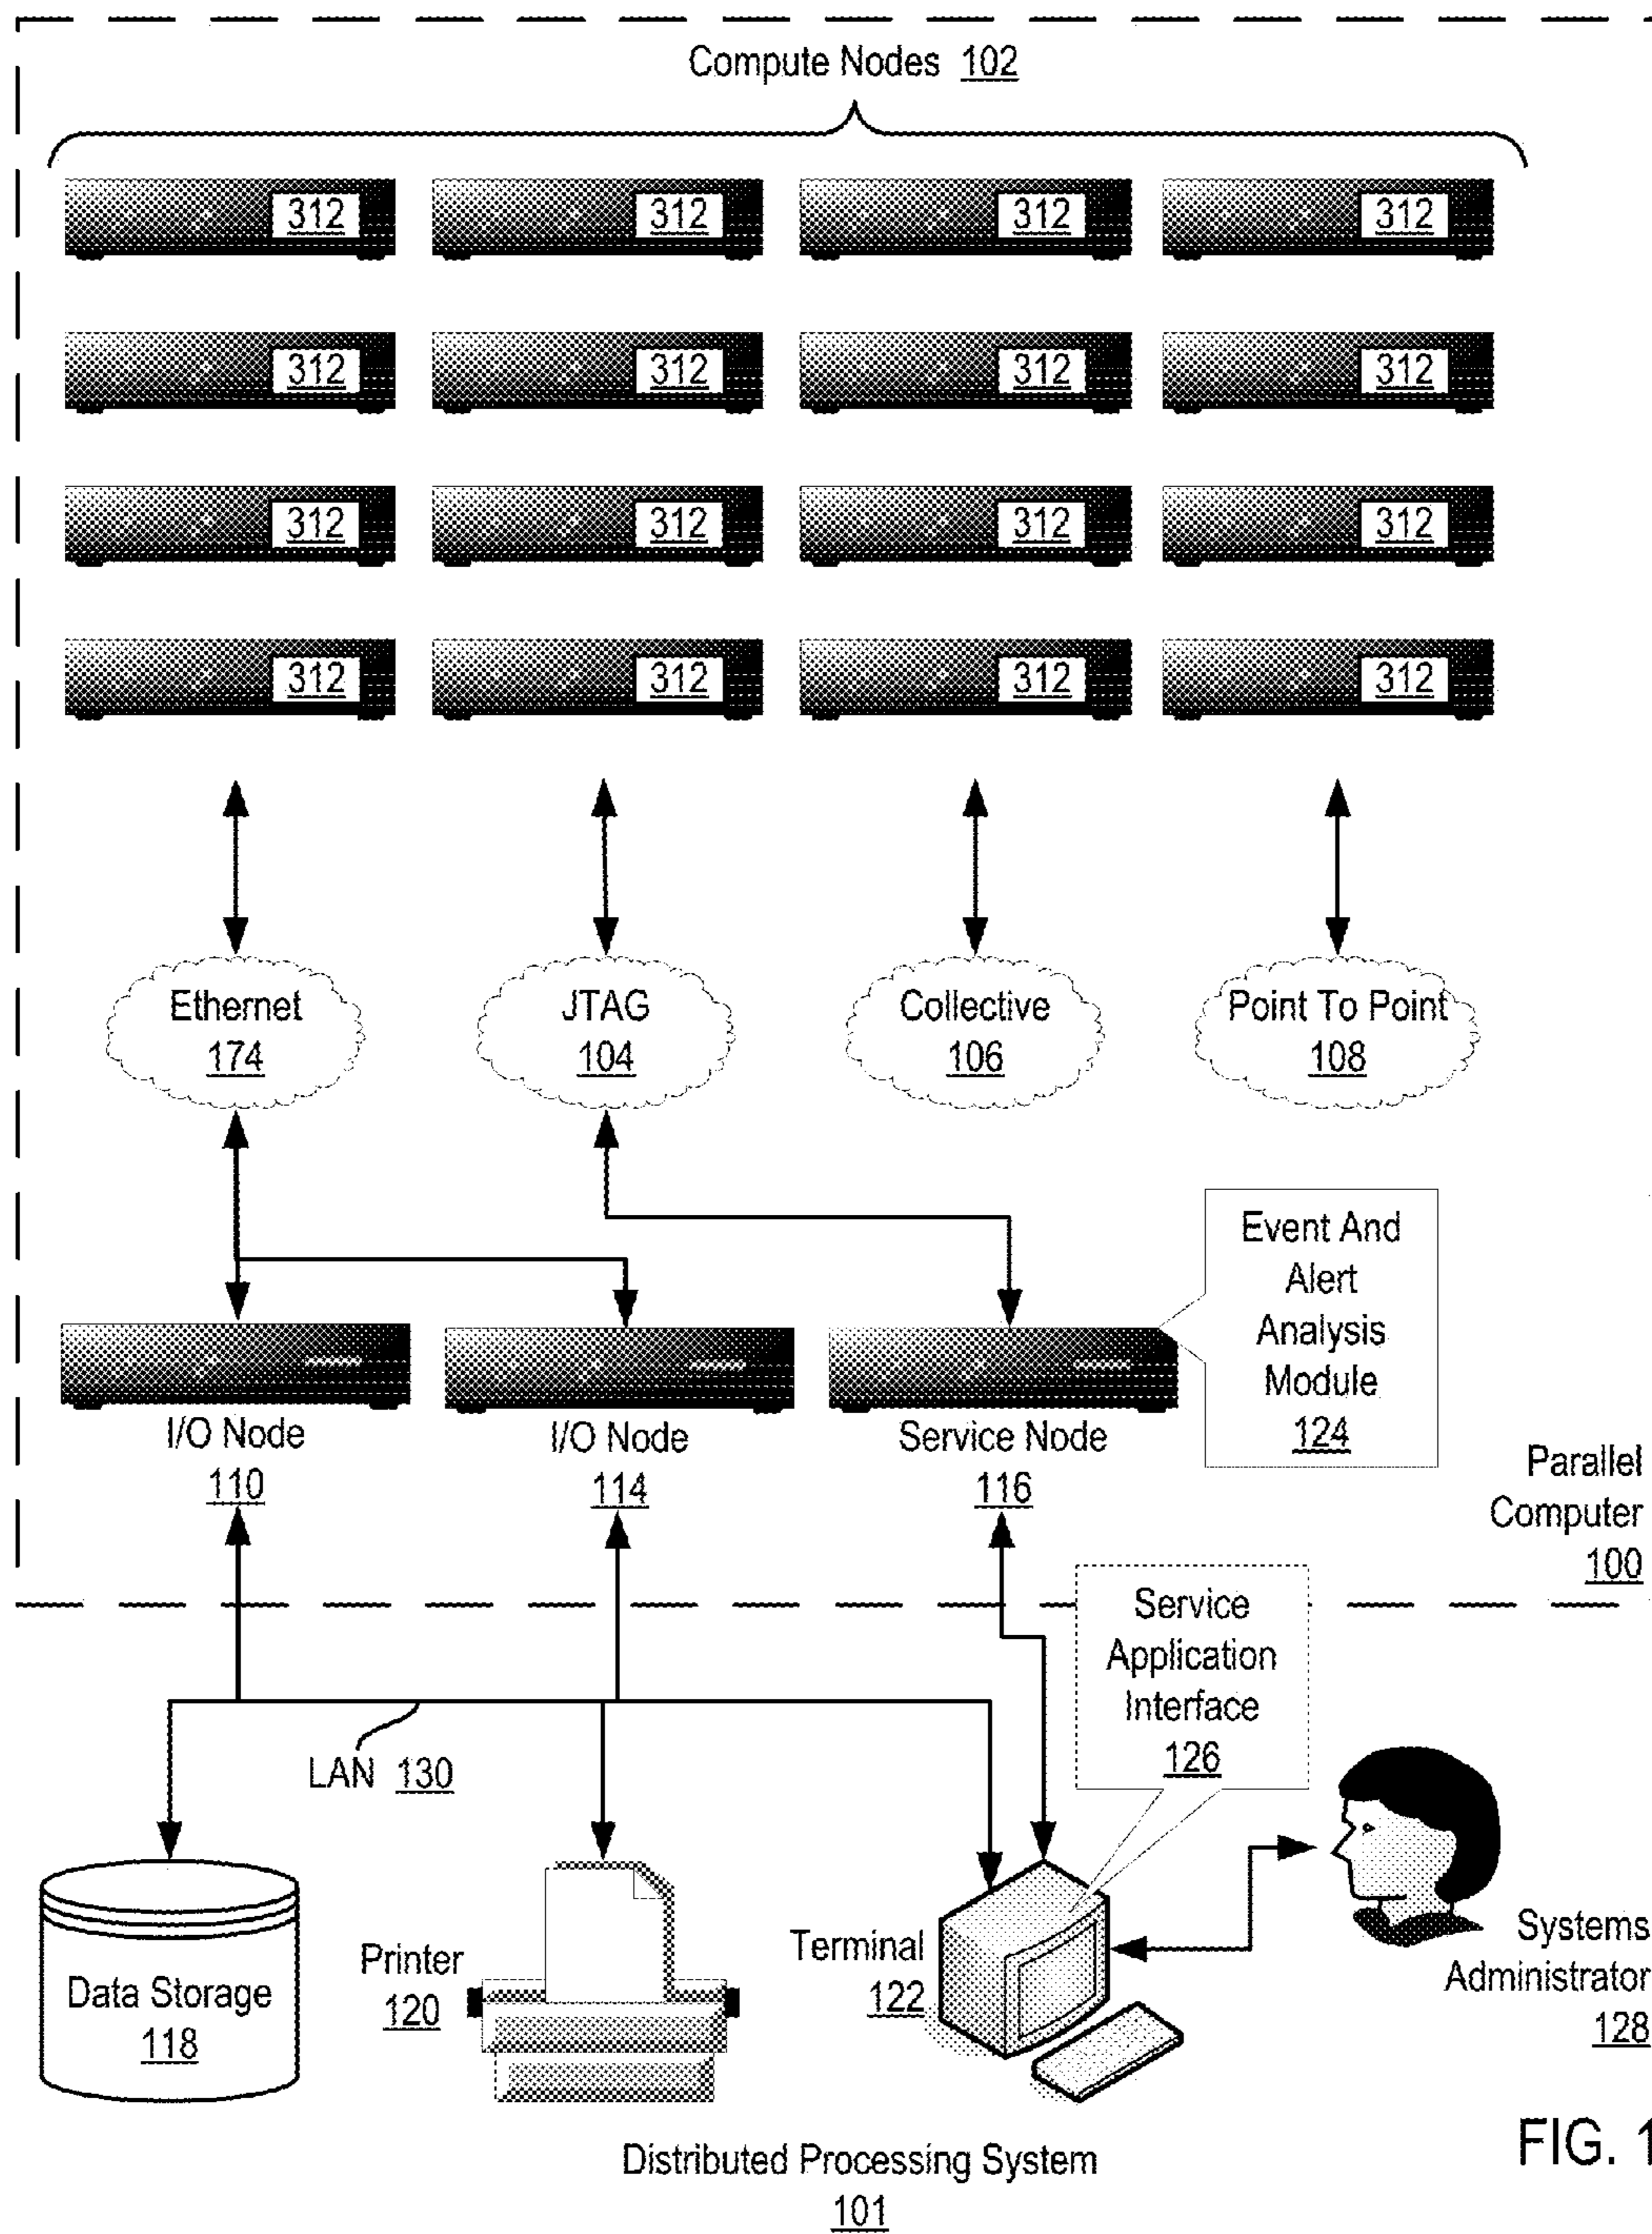 Compute Nodes 102
312 312 312 312
312 312 312 312
312 312 312 312
312 312 312 312
Ethernet
174
JTAG
104
Collective
106
Point To Point
108
Event And
Alert
Analysis
Module
124
I/O Node
110
I/O Node
114
Service Node
116
Parallel
Computer
100
Service
Application
Interface
126
LAN 130
Data Storage
118
Printer
120
Terminal
122
Systems
Administrator
128
Distributed Processing System
101
FIG. 1